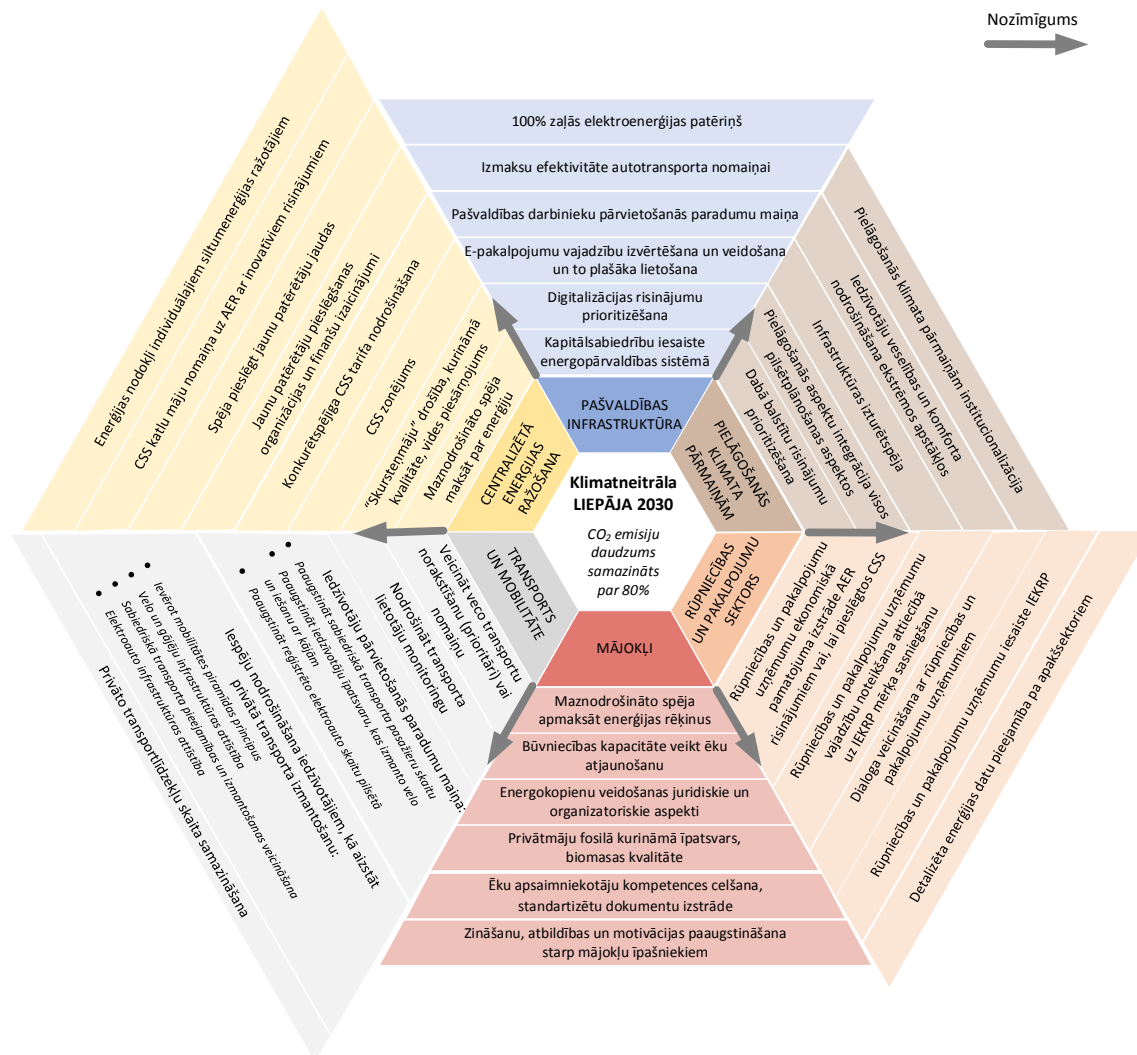 Nozīmīgums
100% zaļās elektroenerģijas patēriņš
Izmaksu efektivitāte autotransporta nomaiņai
Pašvaldības darbinieku pārvietošanās paradumu maiņa
E-pakalpojumu vajadzību izvērtēšana un veidošana
un to plašāka lietošana
Digitalizācijas risinājumu
prioritizēšana
Kapitālsabiedrību iesaiste
energopārvaldības sistēmā
PAŠVALDĪBAS
INFRASTRUKTŪRA
Pielāgošanās klimata pārmaiņām institucionalizācija
Iedzīvotāju veselības un komforta
nodrošināšana ekstrēmos apstākļos
Infrastruktūras izturētspēja
Pielāgošanās aspektu integrācija visos
pilsētplānošanas aspektos
Dabā balstītu risinājumu
prioritizēšana
PIELĀGOŠANĀS
KLIMATA
PĀRMAIŅĀM
Enerģijas nodokļi individuālajiem siltumenerģijas ražotājiem
CSS katlu māju nomaiņa uz AER ar inovatīviem risinājumiem
Spēja pieslēgt jaunu patērētāju jaudas
Jaunu patērētāju pieslēgšanas
organizācijas un finanšu izaicinājumi
Konkurētspējīga CSS tarifa nodrošināšana
CSS zonējums
“Skursteņmāju” drošība, kurināmā
kvalitāte, vides piesārņojums
Maznodrošināto spēja
maksāt par enerģiju
CENTRALIZĒTĀ
ENERĢIJAS
RAŽOŠANA
Klimatneitrāla
LIEPĀJA 2030
CO₂ emisiju
daudzums
samazināts
par 80%
TRANSPORTS
UN MOBILITĀTE
Veicināt veco transportu
norakstīšanu (prioritāri) vai
nomaiņu
Nodrošināt transporta
lietotāju monitoringu
Iedzīvotāju pārvietošanās paradumu maiņa:
• Paaugstināt sabiedriskā transporta pasažieru skaitu
• Paaugstināt iedzīvotāju īpatsvaru, kas izmanto velo
un iešanu ar kājām
• Paaugstināt reģistrēto elektroauto skaitu pilsētā
Iespēju nodrošināšana iedzīvotājiem, kā aizstāt
privātā transporta izmantošanu:
• Ievērot mobilitātes piramīdas principus
• Velo un gājēju infrastruktūras attīstība
• Sabiedriskā transporta pieejamības un izmantošanas veicināšana
• Elektroauto infrastruktūras attīstība
Privāto transportlīdzekļu skaita samazināšana
RŪPNIECĪBAS
UN PAKALPOJUMU
SEKTORS
Rūpniecības un pakalpojumu
uzņēmumu ekonomiskā
pamatojuma izstrāde AER
risinājumiem vai, lai pieslēgtos CSS
Rūpniecības un pakalpojumu uzņēmumu
vajadzību noteikšana attiecībā
uz IEKRP mērķa sasniegšanu
Dialoga veicināšana ar rūpniecības un
pakalpojumu uzņēmumiem
Rūpniecības un pakalpojumu uzņēmumu iesaiste IEKRP
Detalizēta enerģijas datu pieejamība pa apakšsektoriem
MĀJOKĻI
Maznodrošināto spēja
apmaksāt enerģijas rēķinus
Būvniecības kapacitāte veikt ēku
atjaunošanu
Energokopienu veidošanas juridiskie un
organizatoriskie aspekti
Privātmāju fosilā kurināmā īpatsvars,
biomasas kvalitāte
Ēku apsaimniekotāju kompetences celšana,
standartizētu dokumentu izstrāde
Zināšanu, atbildības un motivācijas paaugstināšana
starp mājokļu īpašniekiem